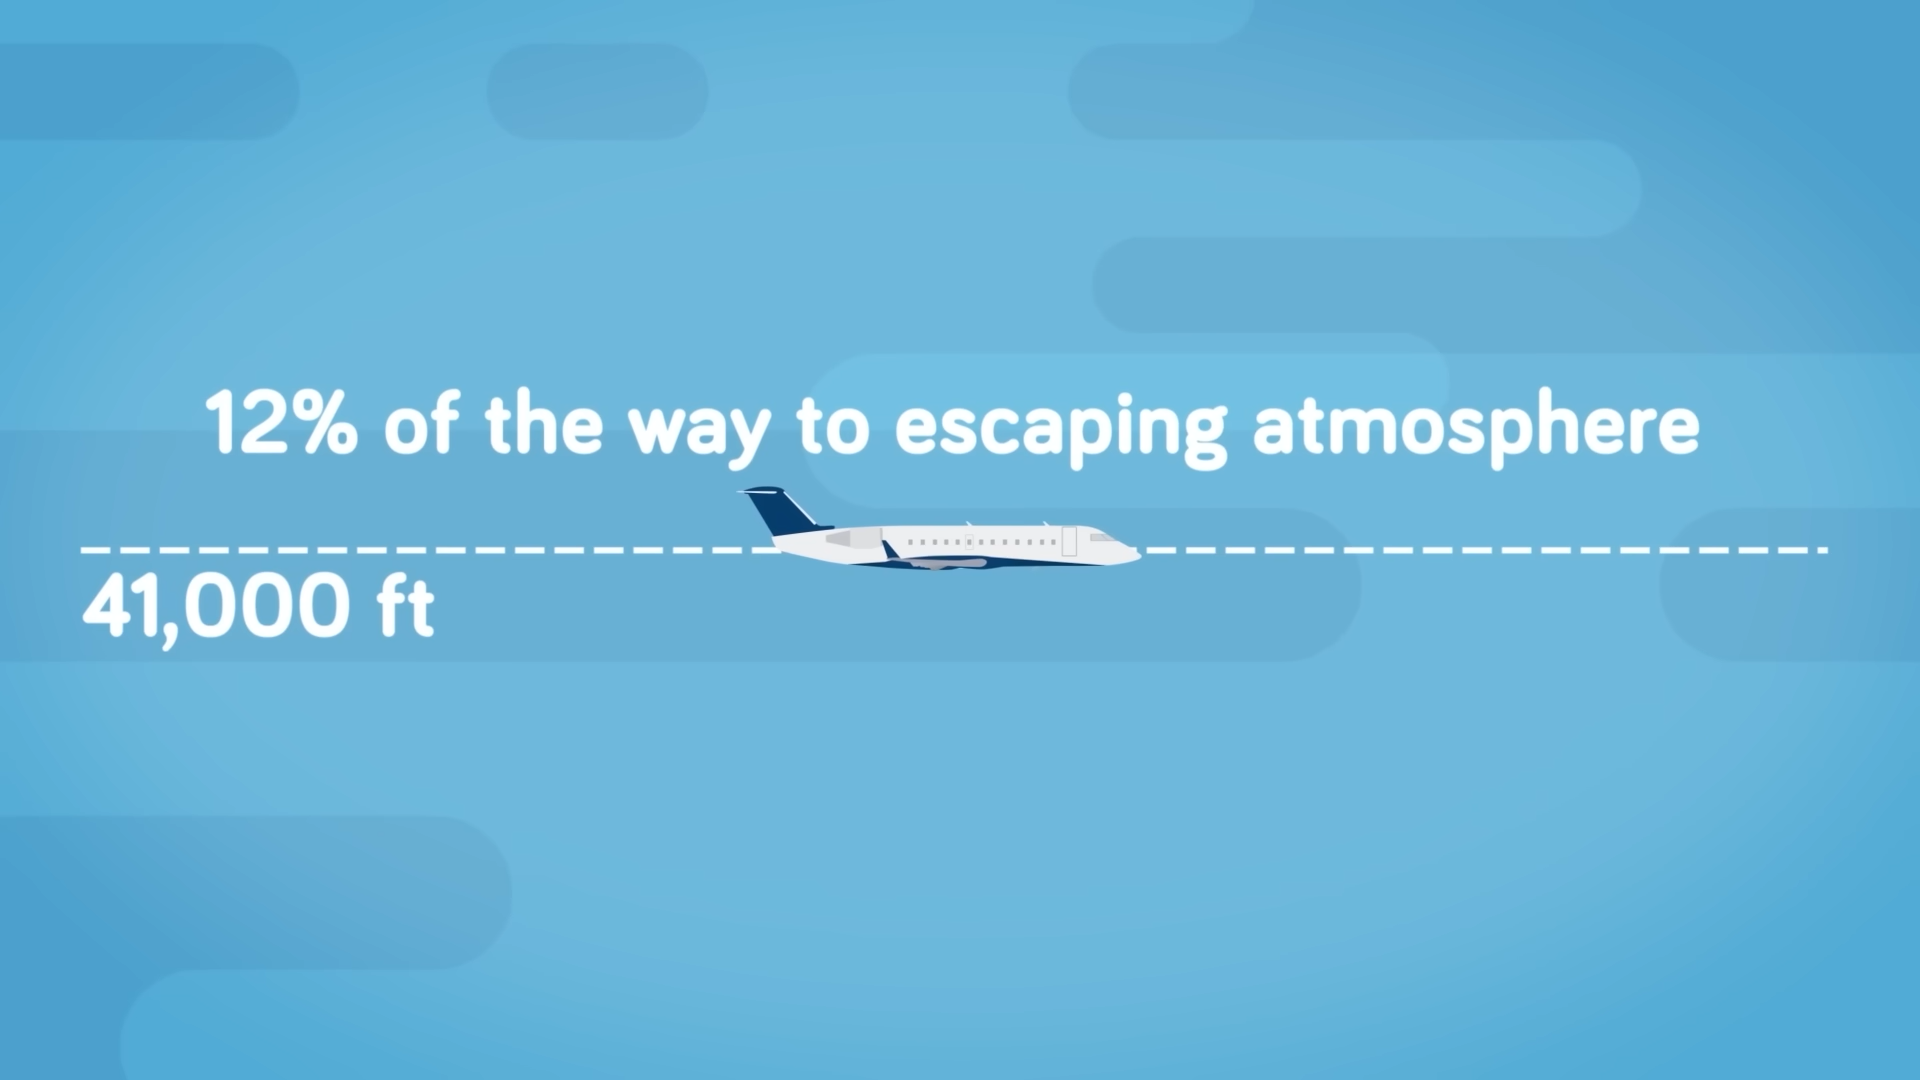 12% of the way to escaping atmosphere
41,000 ft